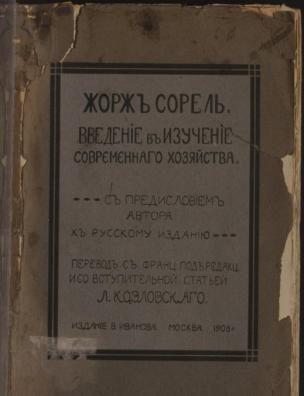 ЖОРЖЪ СОРЕЛЬ.
ВВЕДЕНІЕ въ ИЗУЧЕНІЕ
СОВРЕМЕННАГО ХОЗЯЙСТВА.
СЪ ПРЕДИСЛОВІЕМЪ
АВТОРА
КЪ РУССКОМУ ИЗДАНІЮ
ПЕРЕВОДЪ СЪ ФРАНЦ. ПОДЪ РЕДАКЦ.
И СО ВСТУПИТЕЛЬНОЙ СТАТЬЕЙ
Л. КОЗЛОВСКАГО.
ИЗДАНІЕ В. ИВАНОВА. МОСКВА. 1908 г.